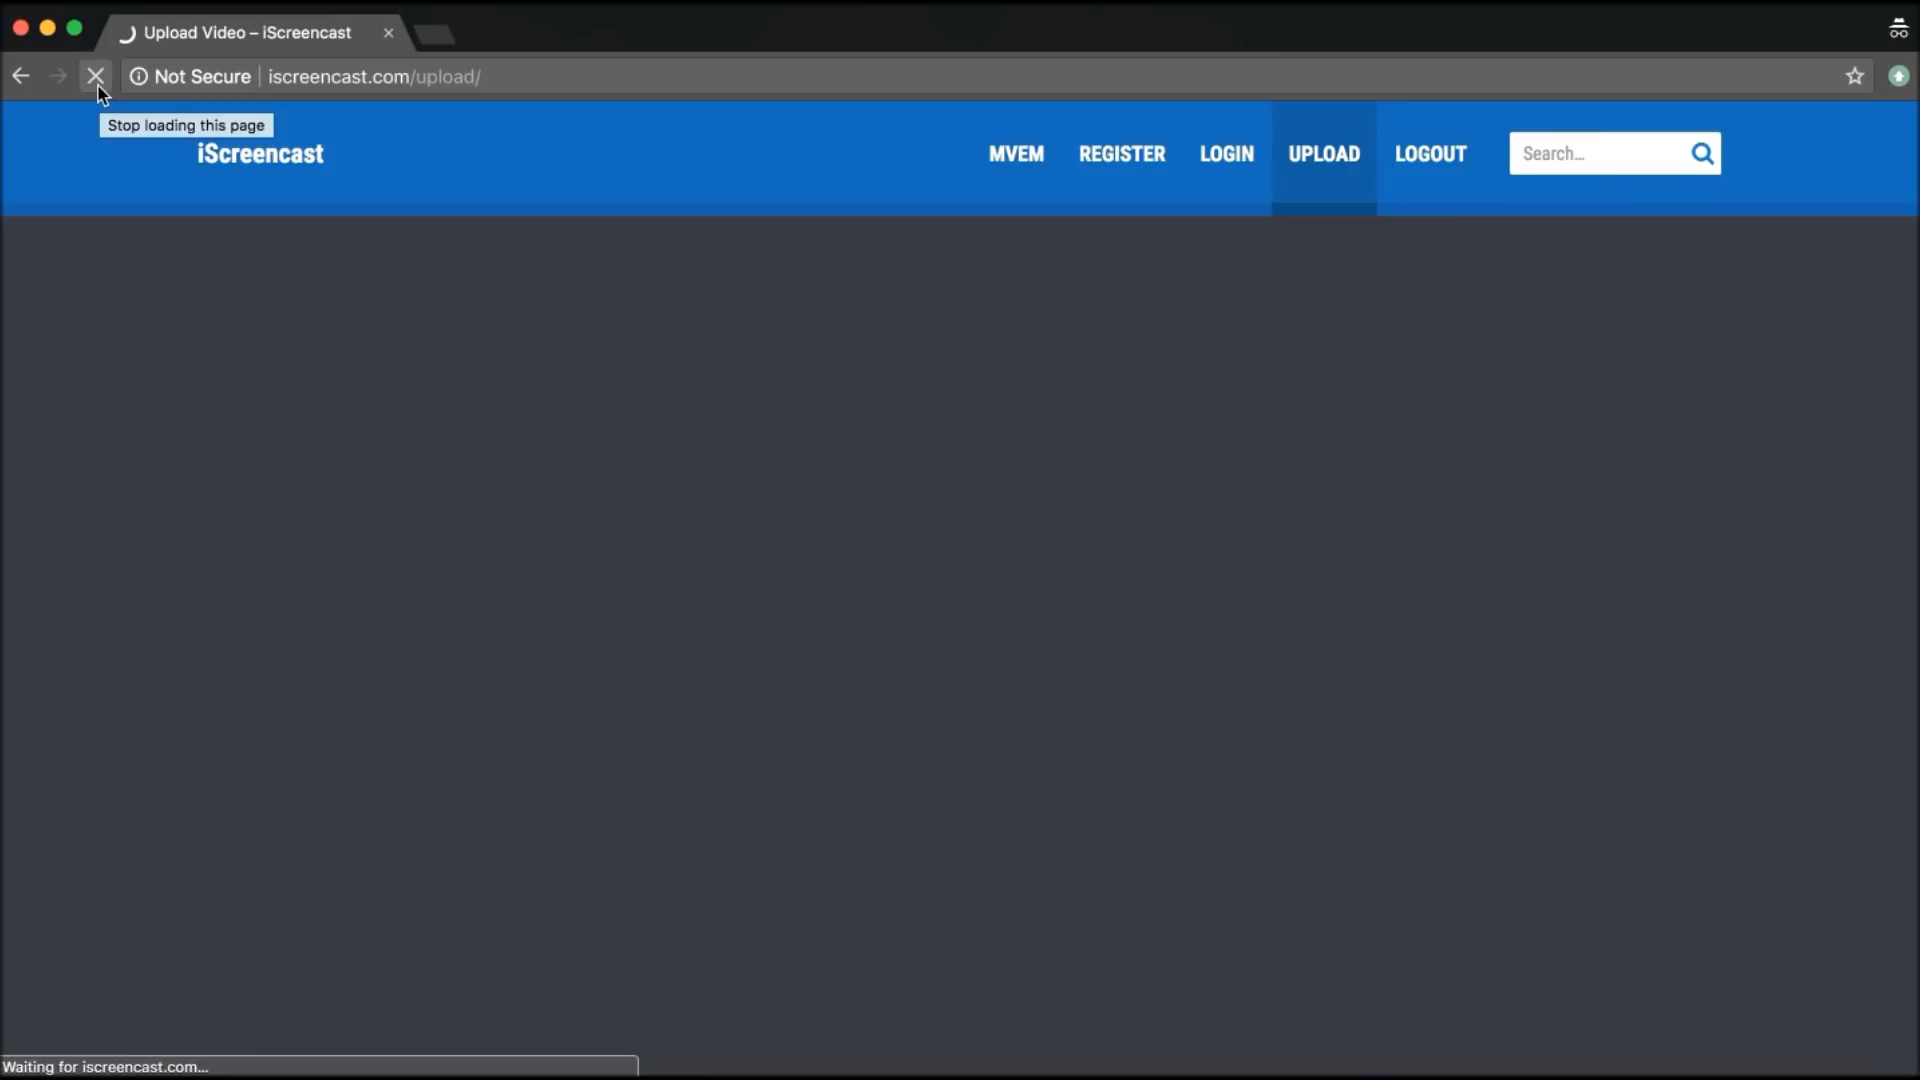 Upload Video – iScreencast
Not Secure iscreencast.com/upload/
Stop loading this page
iScreencast MVEM REGISTER LOGIN UPLOAD LOGOUT Search...
Waiting for iscreencast.com...